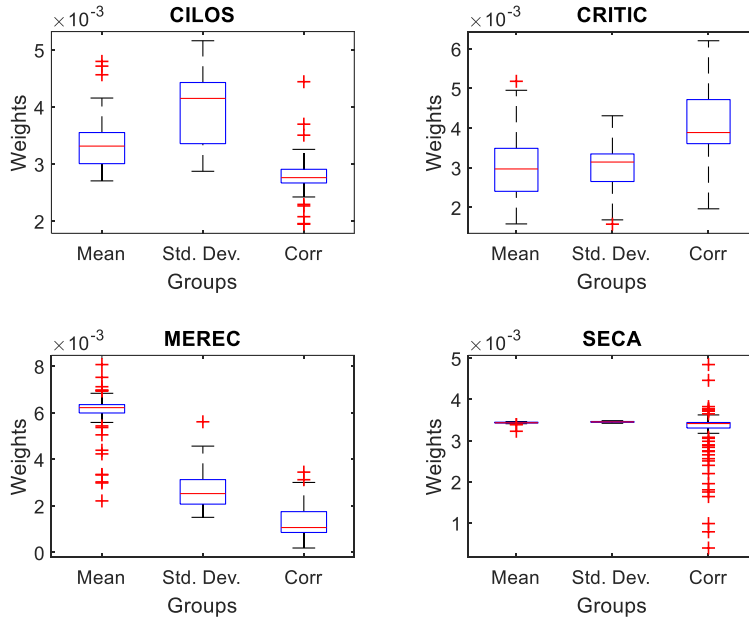 CILOS
×10⁻³
5
4
3
2
Weights
Mean Std. Dev. Corr
Groups
CRITIC
×10⁻³
6
5
4
3
2
Weights
Mean Std. Dev. Corr
Groups
MEREC
×10⁻³
8
6
4
2
0
Weights
Mean Std. Dev. Corr
Groups
SECA
×10⁻³
5
4
3
2
1
Weights
Mean Std. Dev. Corr
Groups